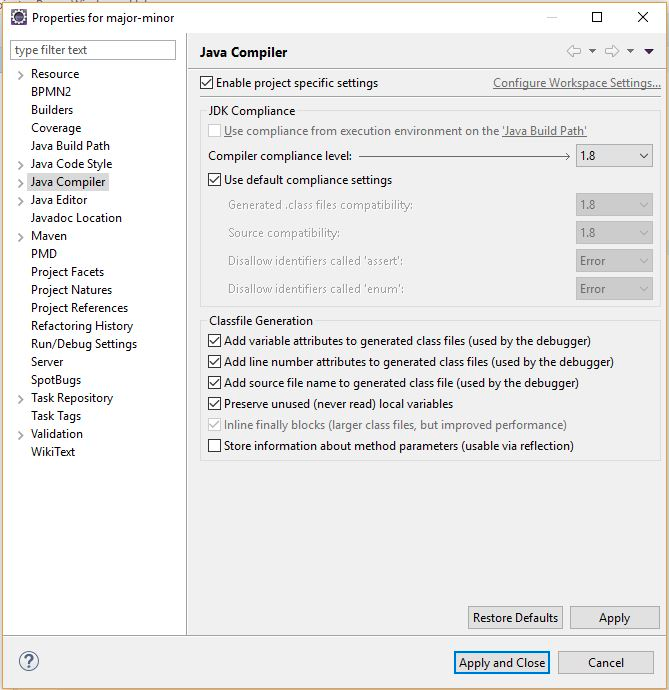 Properties for major-minor
type filter text
Resource
BPMN2
Builders
Coverage
Java Build Path
Java Code Style
Java Compiler
Java Editor
Javadoc Location
Maven
PMD
Project Facets
Project Natures
Project References
Refactoring History
Run/Debug Settings
Server
SpotBugs
Task Repository
Task Tags
Validation
WikiText
Java Compiler
Enable project specific settings Configure Workspace Settings...
JDK Compliance
Use compliance from execution environment on the 'Java Build Path'
Compiler compliance level: 1.8
Use default compliance settings
Generated .class files compatibility: 1.8
Source compatibility: 1.8
Disallow identifiers called 'assert': Error
Disallow identifiers called 'enum': Error
Classfile Generation
Add variable attributes to generated class files (used by the debugger)
Add line number attributes to generated class files (used by the debugger)
Add source file name to generated class file (used by the debugger)
Preserve unused (never read) local variables
Inline finally blocks (larger class files, but improved performance)
Store information about method parameters (usable via reflection)
Restore Defaults Apply
? Apply and Close Cancel